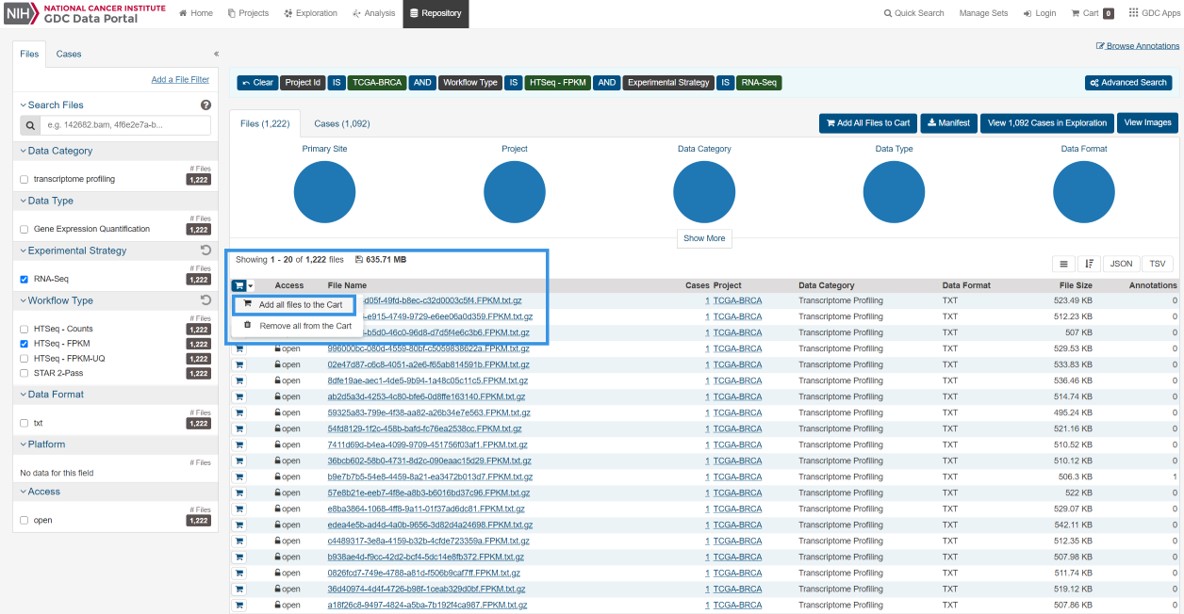 NIH NATIONAL CANCER INSTITUTE
GDC Data Portal
Home Projects Exploration Analysis Repository
Quick Search Manage Sets Login Cart 0 GDC Apps
Browse Annotations
Files Cases «
Add a File Filter
Search Files ?
e.g. 142682.bam, 4f6e2e7a-b...
Data Category
# Files
transcriptome profiling 1,222
Data Type
# Files
Gene Expression Quantification 1,222
Experimental Strategy
# Files
RNA-Seq 1,222
Workflow Type
# Files
HTSeq - Counts 1,222
HTSeq - FPKM 1,222
HTSeq - FPKM-UQ 1,222
STAR 2-Pass 1,222
Data Format
# Files
txt 1,222
Platform
# Files
No data for this field
Access
# Files
open 1,222
Clear Project Id IS TCGA-BRCA AND Workflow Type IS HTSeq - FPKM AND Experimental Strategy IS RNA-Seq
Advanced Search
Files (1,222) Cases (1,092)
Add All Files to Cart Manifest View 1,092 Cases in Exploration View Images
Primary Site Project Data Category Data Type Data Format
Show More
Showing 1 - 20 of 1,222 files 635.71 MB
JSON TSV
Access File Name Cases Project Data Category Data Format File Size Annotations
Add all files to the Cart
Remove all from the Cart
d05f-49fd-b8ec-c32d0003c5f4.FPKM.txt.gz 1 TCGA-BRCA Transcriptome Profiling TXT 523.49 KB 0
-e915-4749-9729-e6ee06a0d359.FPKM.txt.gz 1 TCGA-BRCA Transcriptome Profiling TXT 512.23 KB 0
-b5d0-46c0-96d8-d7d5f4e6c3b6.FPKM.txt.gz 1 TCGA-BRCA Transcriptome Profiling TXT 507 KB 0
open 996000bc-080d-4559-80bf-c5059838622a.FPKM.txt.gz 1 TCGA-BRCA Transcriptome Profiling TXT 529.53 KB 0
open 02e47d87-c6c8-4051-a2e6-f65ab814591b.FPKM.txt.gz 1 TCGA-BRCA Transcriptome Profiling TXT 533.83 KB 0
open 8dfe19ae-aec1-4de5-9b94-1a48c05c11c5.FPKM.txt.gz 1 TCGA-BRCA Transcriptome Profiling TXT 536.46 KB 0
open ab2d5a3d-4253-4c80-bfe6-0d8ffe163140.FPKM.txt.gz 1 TCGA-BRCA Transcriptome Profiling TXT 514.74 KB 0
open 59325a83-799e-4f38-aa82-a26b34e7e563.FPKM.txt.gz 1 TCGA-BRCA Transcriptome Profiling TXT 495.24 KB 0
open 54fd8129-1f2c-458b-bafd-fc76ea2538cc.FPKM.txt.gz 1 TCGA-BRCA Transcriptome Profiling TXT 521.16 KB 0
open 7411d69d-b4ea-4099-9709-451756f03af1.FPKM.txt.gz 1 TCGA-BRCA Transcriptome Profiling TXT 510.52 KB 0
open 36bcb602-58b0-4731-8d2c-090eaac15d29.FPKM.txt.gz 1 TCGA-BRCA Transcriptome Profiling TXT 510.12 KB 0
open b9e7b7b5-54e8-4459-8a21-ea3472b013d7.FPKM.txt.gz 1 TCGA-BRCA Transcriptome Profiling TXT 506.3 KB 1
open 57e8b21e-eeb7-4f8e-a8b3-b6016bd37c96.FPKM.txt.gz 1 TCGA-BRCA Transcriptome Profiling TXT 522 KB 0
open e8ba3864-1068-4ff8-9a11-01f37ad6dc81.FPKM.txt.gz 1 TCGA-BRCA Transcriptome Profiling TXT 529.07 KB 0
open edea4e5b-ad4d-4a0b-9656-3d82d4a24698.FPKM.txt.gz 1 TCGA-BRCA Transcriptome Profiling TXT 542.11 KB 0
open c4489317-3e8a-4159-b32b-4cfde723359a.FPKM.txt.gz 1 TCGA-BRCA Transcriptome Profiling TXT 512.35 KB 0
open b938ae4d-f9cc-42d2-bcf4-5dc14e8fb372.FPKM.txt.gz 1 TCGA-BRCA Transcriptome Profiling TXT 507.98 KB 0
open 0826fcd7-749e-4788-a81d-f506b9caf7ff.FPKM.txt.gz 1 TCGA-BRCA Transcriptome Profiling TXT 511.74 KB 0
open 36d40974-4d4f-4726-b98f-1ceab329d0bf.FPKM.txt.gz 1 TCGA-BRCA Transcriptome Profiling TXT 519.12 KB 0
open a18f26c8-9497-4824-a5ba-7b192f4ca987.FPKM.txt.gz 1 TCGA-BRCA Transcriptome Profiling TXT 507.86 KB 0